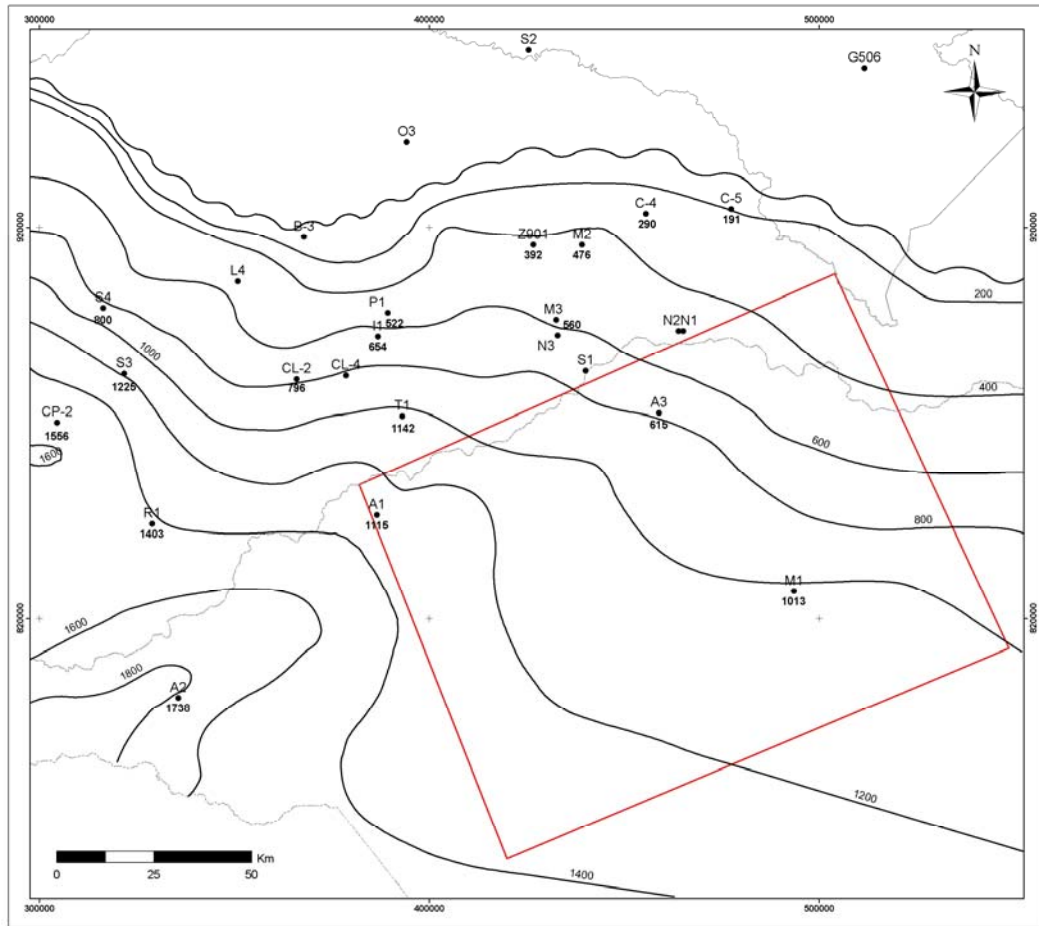 300000 400000 500000
S2
G506
N
O3
C-5
191
C-4
290
920000 920000
B-3
Z901 M2
392 476
L4
200
S4
800
P1
522
M3
560
I1
654
N3
N2N1
1000
S3
1225
CL-2
796
CL-4
S1
400
CP-2
1556
T1
1142
A3
615
600
1600
A1
1115
R1
1403
800
M1
1013
820000 820000
1600
1800
A2
1738
1200
1400
Km
0 25 50
300000 400000 500000